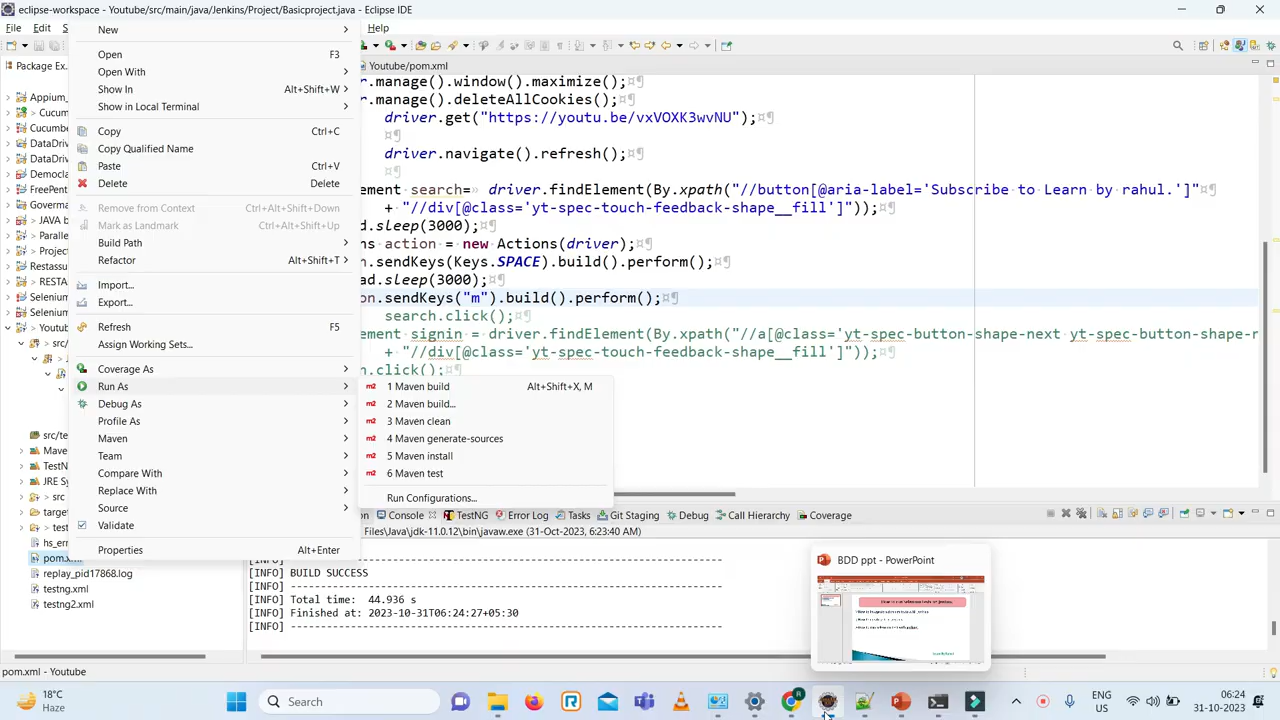 eclipse-workspace - Youtube/src/main/java/Jenkins/Project/Basicproject.java - Eclipse IDE
File Edit S Help
Package Ex.
Youtube/pom.xml
New
Open F3
Open With
Show In Alt+Shift+W
Show in Local Terminal
Copy Ctrl+C
Copy Qualified Name
Paste Ctrl+V
Delete Delete
Remove from Context Ctrl+Alt+Shift+Down
Mark as Landmark Ctrl+Alt+Shift+Up
Build Path
Refactor Alt+Shift+T
Import...
Export...
Refresh F5
Assign Working Sets...
Coverage As
Run As
Debug As
Profile As
Maven
Team
Compare With
Replace With
Source
Validate
Properties Alt+Enter
1 Maven build Alt+Shift+X, M
2 Maven build...
3 Maven clean
4 Maven generate-sources
5 Maven install
6 Maven test
Run Configurations...
Appium_
> Cucum
Cucumbe
DataDriv
> DataDri
Democla
FreePent
Governa
JAVA b
> Paralle
> Project
Restassu
> RESTA
Selenium
Selenium
> Youtub
> src/
src/te
Mave
TestN
JRE Sy
> src
targe
> test
hs_er
pom.xml
replay_pid17868.log
testng.xml
testng2.xml
r.manage().window().maximize();¤¶
r.manage().deleteAllCookies();¤¶
driver.get("https://youtu.be/vxVOXK3wvNU");¤¶
¤¶
driver.navigate().refresh();¤¶
¤¶
ement search=» driver.findElement(By.xpath("//button[@aria-label='Subscribe to Learn by rahul.']"¤¶
+ "//div[@class='yt-spec-touch-feedback-shape__fill']"));¤¶
d.sleep(3000);¤¶
ns action = new Actions(driver);¤¶
n.sendKeys(Keys.SPACE).build().perform();¤¶
ad.sleep(3000);¤¶
on.sendKeys("m").build().perform();¤¶
search.click();¤¶
ement signin = driver.findElement(By.xpath("//a[@class='yt-spec-button-shape-next yt-spec-button-shape-n
+ "//div[@class='yt-spec-touch-feedback-shape__fill']"));¤¶
n.click();¤¶
Console TestNG Error Log Tasks Git Staging Debug Call Hierarchy Coverage
Files\Java\jdk-11.0.12\bin\javaw.exe (31-Oct-2023, 6:23:40 AM)
[INFO] ------------------------------------------------------------------------
[INFO] BUILD SUCCESS
[INFO] ------------------------------------------------------------------------
[INFO] Total time: 44.936 s
[INFO] Finished at: 2023-10-31T06:24:27+05:30
[INFO] ------------------------------------------------------------------------
BDD ppt - PowerPoint
pom.xml - Youtube
18°C
Haze
Search
ENG
US
06:24
31-10-2023